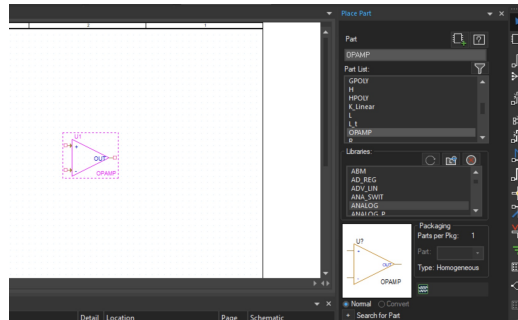 Place Part
2
1
Part
OPAMP
Part List:
GPOLY
H
HPOLY
K_Linear
L
L_t
OPAMP
R
Libraries:
ABM
AD_REG
ADV_LIN
ANA_SWIT
ANALOG
ANALOG_P
U1
+
OUT
-
OPAMP
Packaging
Parts per Pkg: 1
Part:
Type: Homogeneous
U?
OUT
OPAMP
Normal
Convert
+ Search for Part
Detail Location Page Schematic